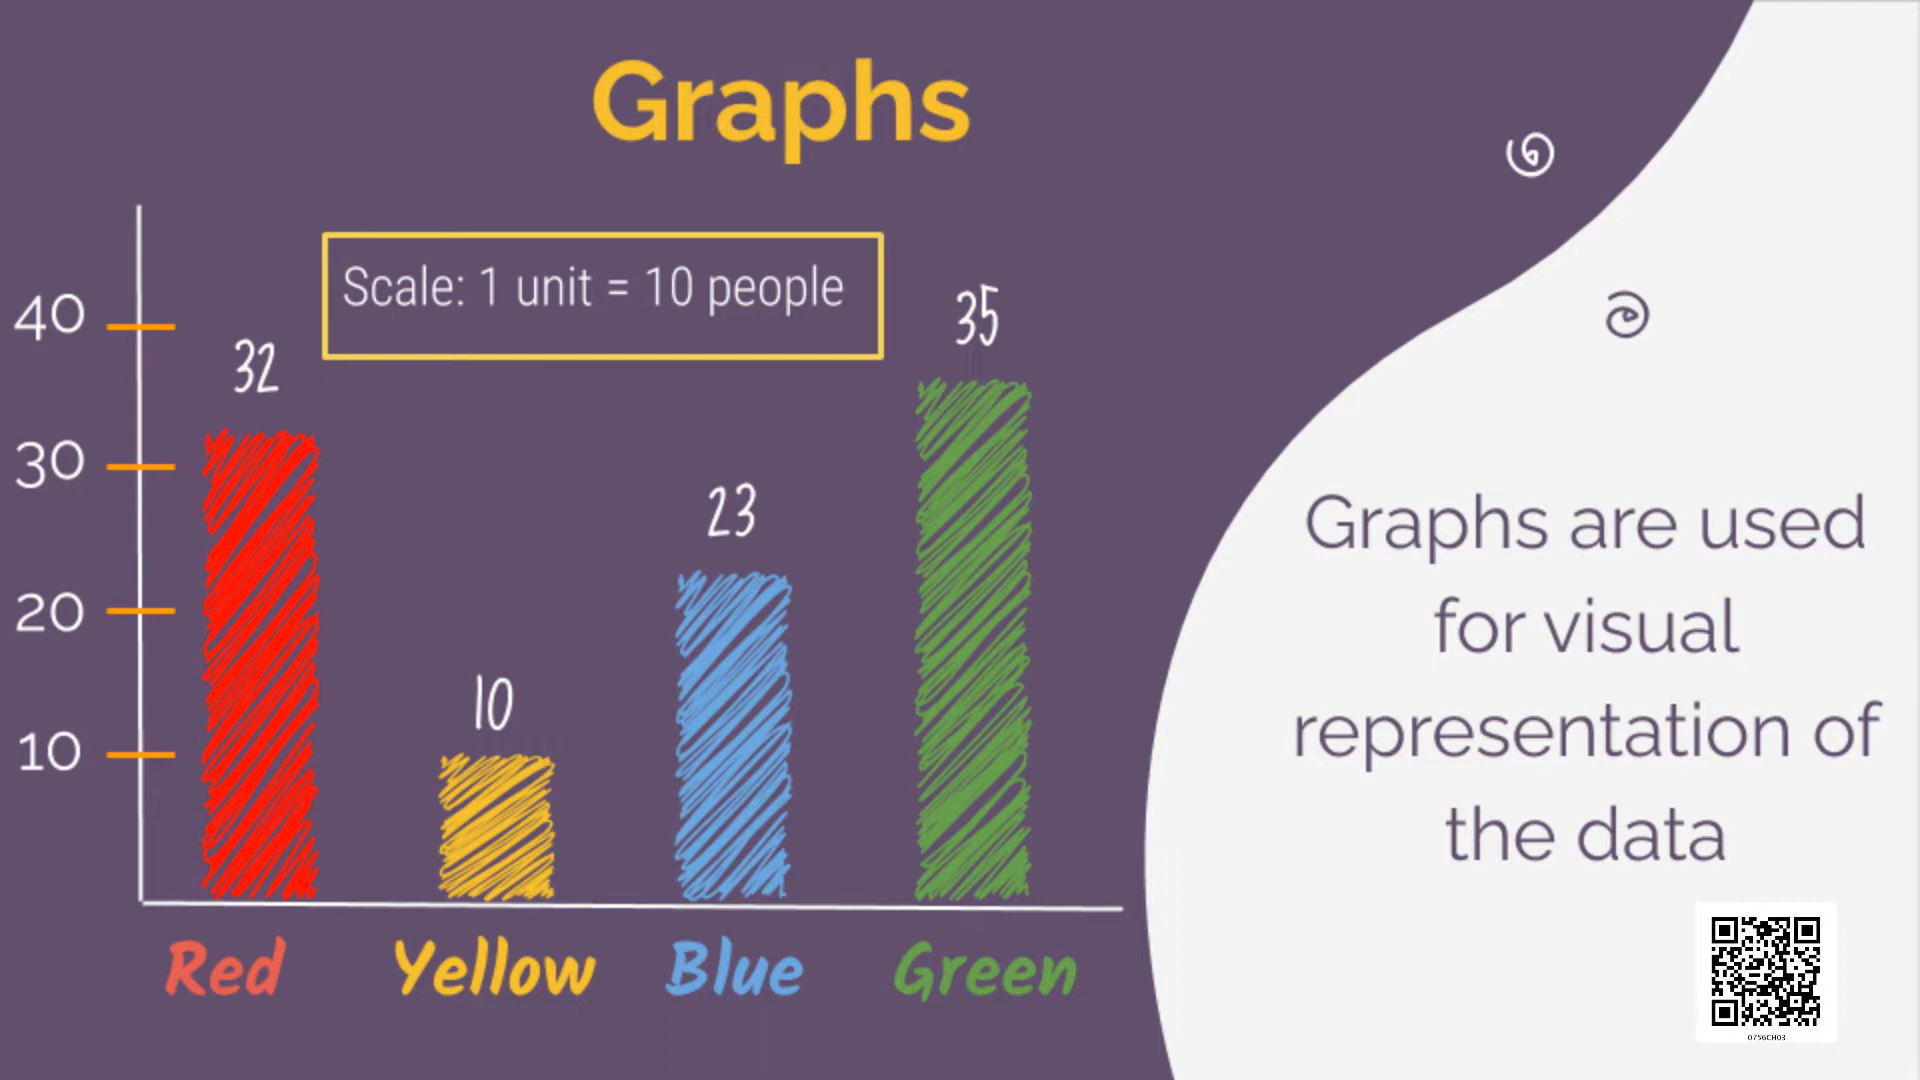 Graphs
Scale: 1 unit = 10 people
40
30
20
10
32
10
23
35
Red
Yellow
Blue
Green
Graphs are used
for visual
representation of
the data
0756CH03